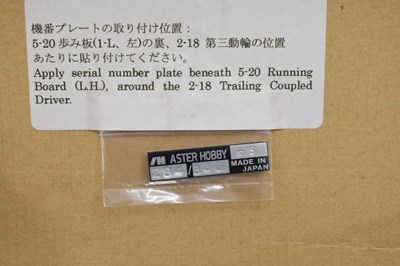 機番プレートの取り付け位置：
5-20 歩み板(1-L、左)の裏、2-18 第三動輪の位置
あたりに貼り付けてください。
Apply serial number plate beneath 5-20 Running
Board (L.H.), around the 2-18 Trailing Coupled
Driver.
ASTER HOBBY
MADE IN
JAPAN